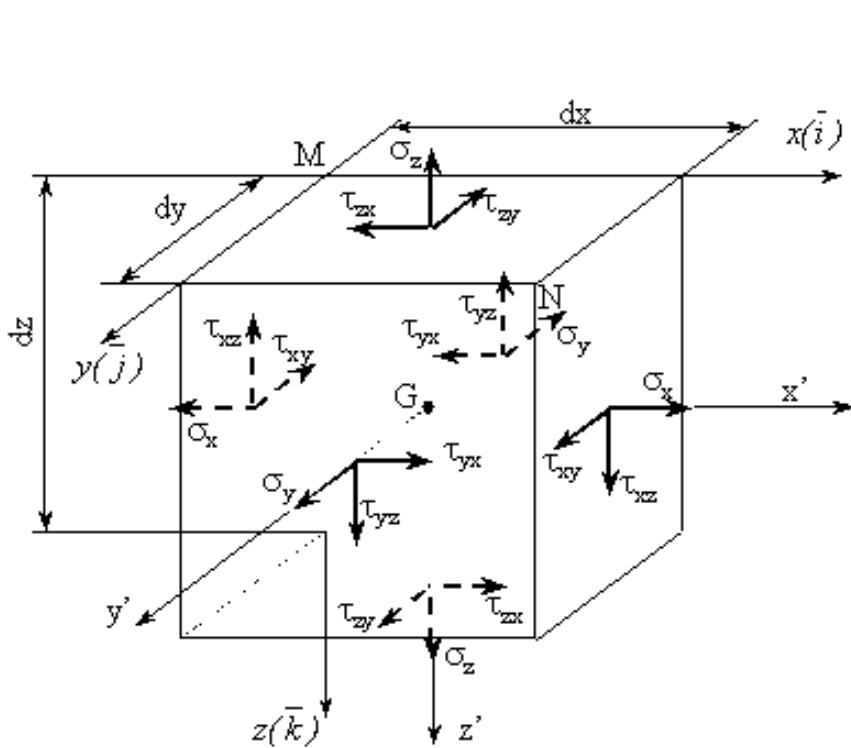 dx
x(ī)
M
σz
dy
τzx
τzy
dz
N
τyz
τxz
τyx
σy
τxy
y(j̄)
G
σx
x’
σx
τyx
τxy
σy
τxz
τyz
y’
τzy
τzx
σz
z(k̄)
z’